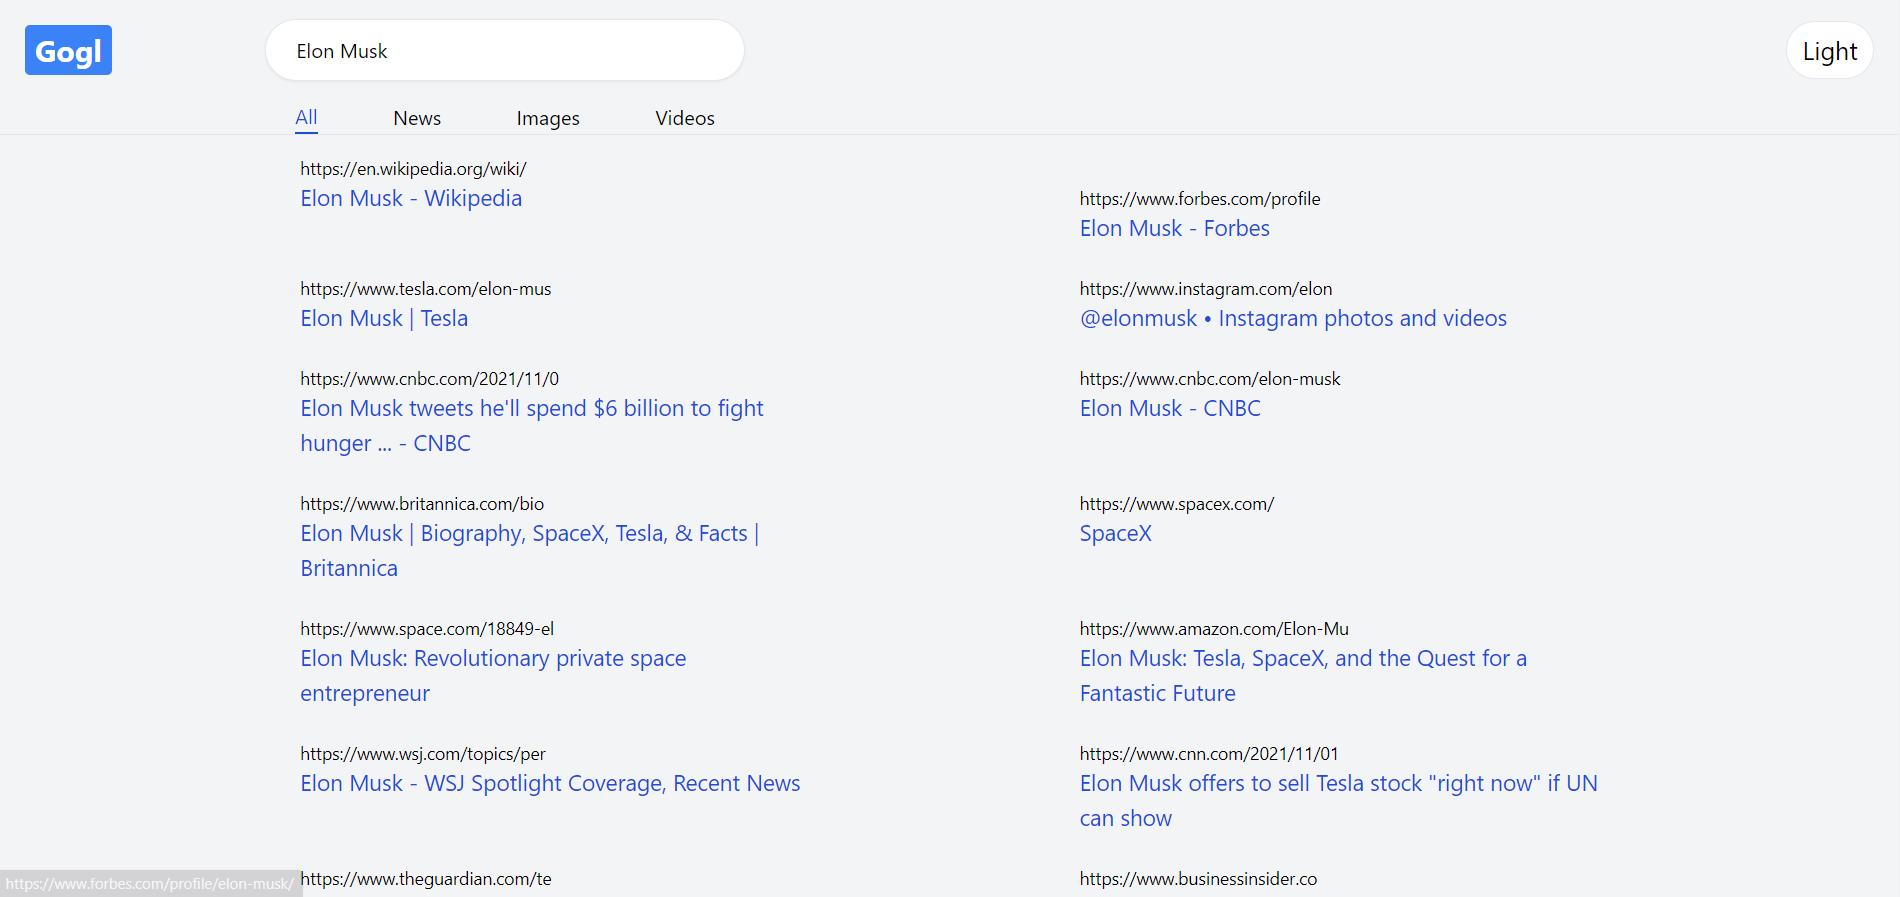 Gogl
Elon Musk
Light
All
News
Images
Videos
https://en.wikipedia.org/wiki/
Elon Musk - Wikipedia
https://www.forbes.com/profile
Elon Musk - Forbes
https://www.tesla.com/elon-mus
Elon Musk | Tesla
https://www.instagram.com/elon
@elonmusk • Instagram photos and videos
https://www.cnbc.com/2021/11/0
Elon Musk tweets he'll spend $6 billion to fight
hunger ... - CNBC
https://www.cnbc.com/elon-musk
Elon Musk - CNBC
https://www.britannica.com/bio
Elon Musk | Biography, SpaceX, Tesla, & Facts |
Britannica
https://www.spacex.com/
SpaceX
https://www.space.com/18849-el
Elon Musk: Revolutionary private space
entrepreneur
https://www.amazon.com/Elon-Mu
Elon Musk: Tesla, SpaceX, and the Quest for a
Fantastic Future
https://www.wsj.com/topics/per
Elon Musk - WSJ Spotlight Coverage, Recent News
https://www.cnn.com/2021/11/01
Elon Musk offers to sell Tesla stock "right now" if UN
can show
https://www.theguardian.com/te
https://www.businessinsider.co
https://www.forbes.com/profile/elon-musk/